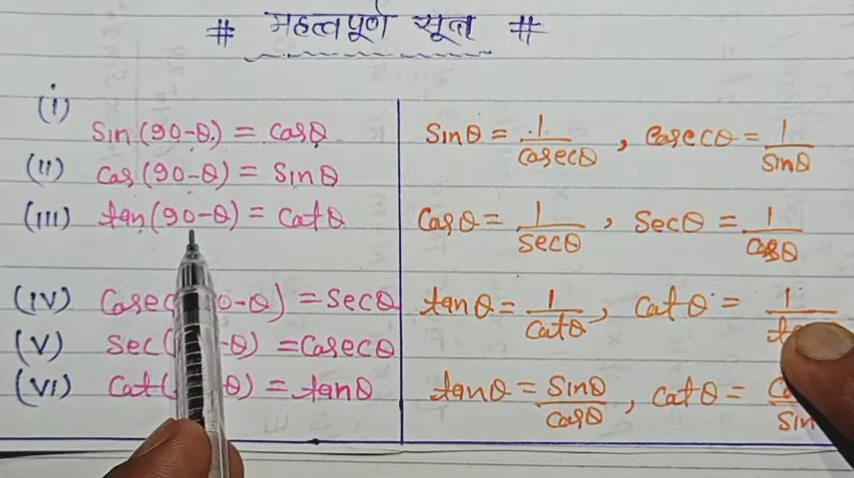 # महत्वपूर्ण सूत्र #
(i)
Sin(90-θ) = Cosθ
(ii) Cos(90-θ) = Sinθ
(iii) tan(90-θ) = Cotθ
(iv) Cosec( 0-θ) = Secθ
(v) Sec( -θ) = Cosecθ
(vi) Cot( θ) = tanθ
Sinθ = 1/Cosecθ , Cosecθ = 1/Sinθ
Cosθ = 1/Secθ , Secθ = 1/Cosθ
tanθ = 1/Cotθ , Cotθ = 1/
tanθ = Sinθ/Cosθ , Cotθ = /Sin